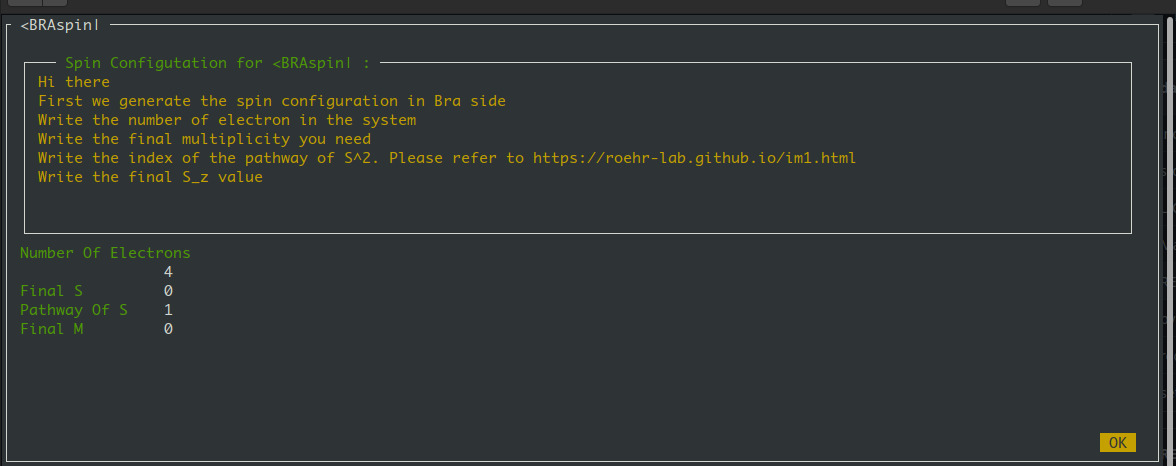 <BRAspin|
Spin Configutation for <BRAspin| :
Hi there
First we generate the spin configuration in Bra side
Write the number of electron in the system
Write the final multiplicity you need
Write the index of the pathway of S^2. Please refer to https://roehr-lab.github.io/im1.html
Write the final S_z value
Number Of Electrons
4
Final S 0
Pathway Of S 1
Final M 0
OK